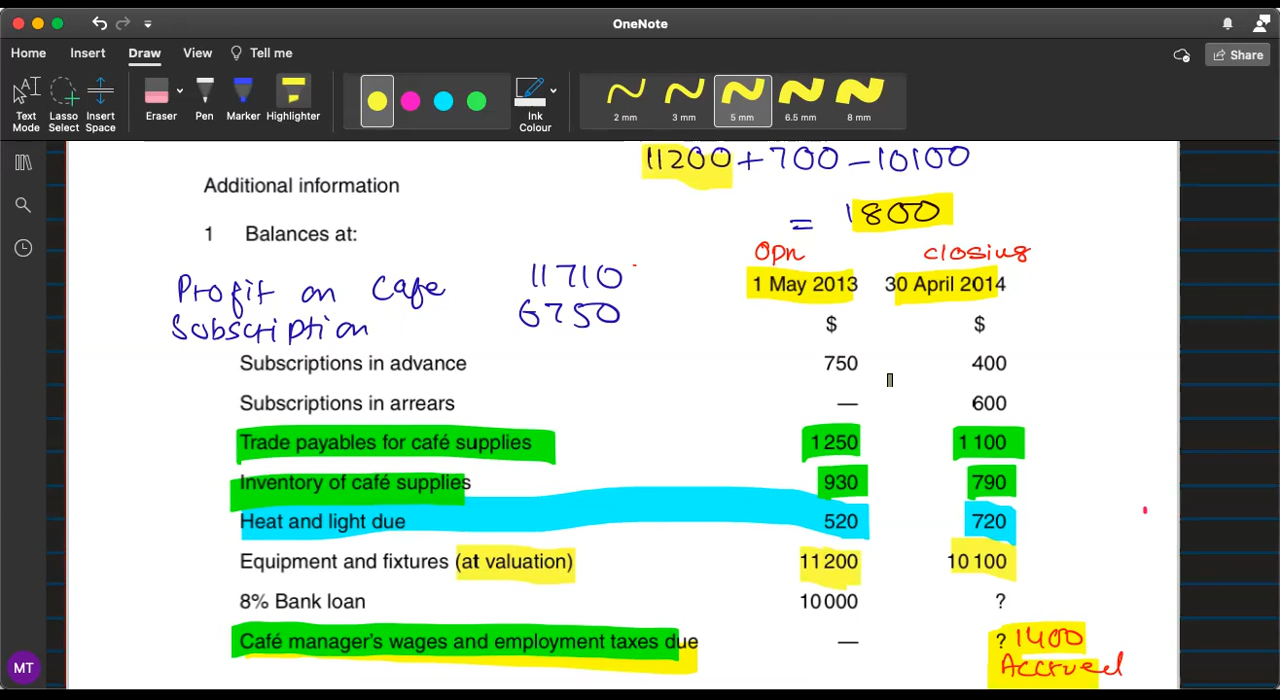 OneNote
Home Insert Draw View Tell me
Share
Text Mode
Lasso Select
Insert Space
Eraser
Pen
Marker
Highlighter
Ink Colour
2 mm
3 mm
5 mm
6.5 mm
8 mm
11200 + 700 - 10100
Additional information
= 1800
1 Balances at:
Opn closing
Profit on Cafe 11710
1 May 2013 30 April 2014
Subscription 6750
$ $
Subscriptions in advance 750 400
Subscriptions in arrears — 600
Trade payables for café supplies 1 250 1 100
Inventory of café supplies 930 790
Heat and light due 520 720
Equipment and fixtures (at valuation) 11 200 10 100
8% Bank loan 10 000 ?
Café manager's wages and employment taxes due — ? 1400
Accrued
MT